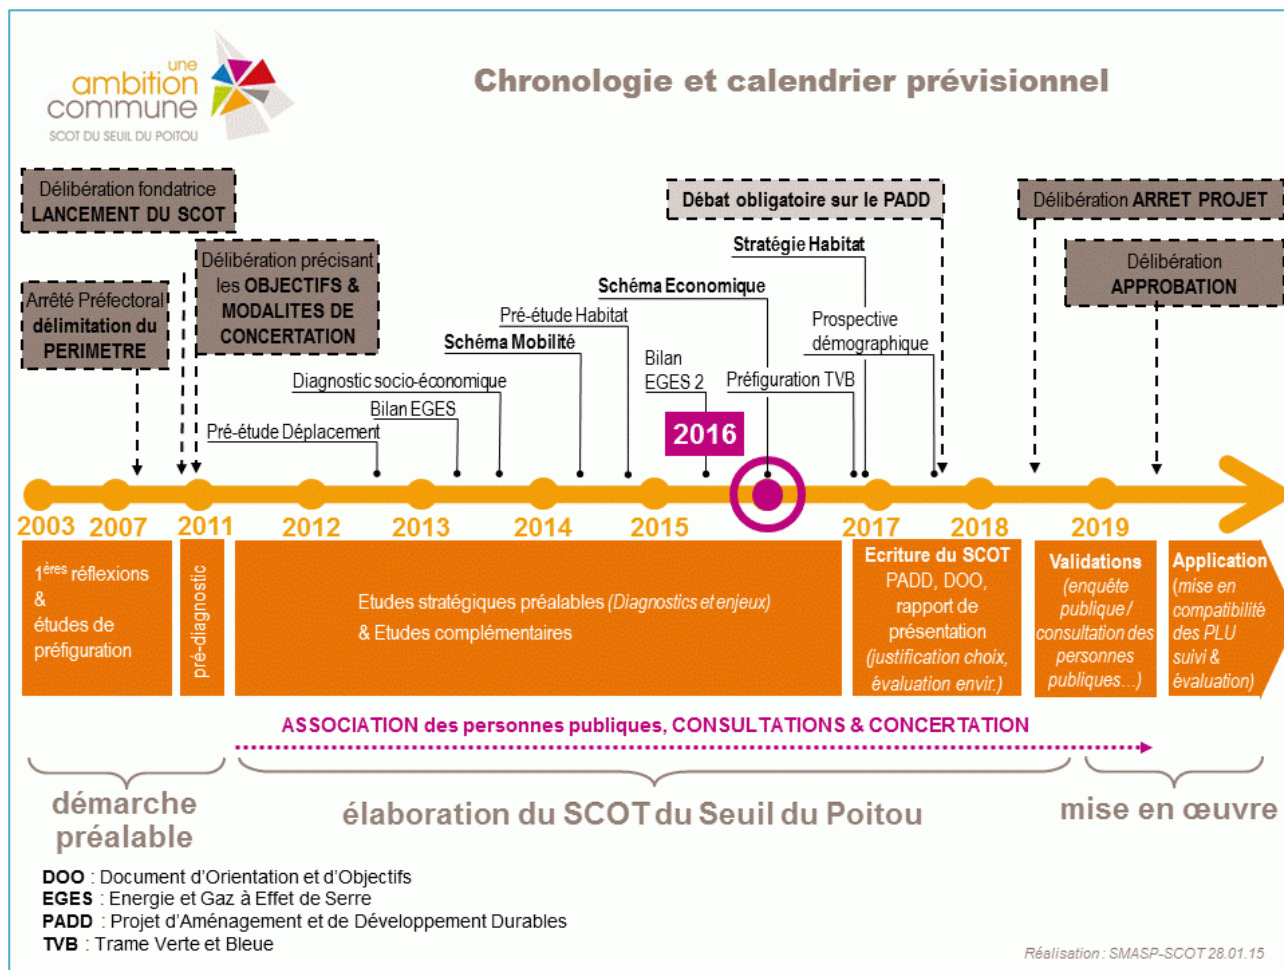 une
ambition
commune
SCOT DU SEUIL DU POITOU
Chronologie et calendrier prévisionnel
Délibération fondatrice
LANCEMENT DU SCOT
Arrêté Préfectoral
délimitation du
PERIMETRE
Délibération précisant
les OBJECTIFS &
MODALITES DE
CONCERTATION
Débat obligatoire sur le PADD
Délibération ARRET PROJET
Délibération
APPROBATION
Stratégie Habitat
Schéma Economique
Pré-étude Habitat
Schéma Mobilité
Diagnostic socio-économique
Bilan EGES
Pré-étude Déplacement
Bilan
EGES 2
Prospective
démographique
Préfiguration TVB
2016
2003
2007
2011
2012
2013
2014
2015
2017
2018
2019
1ères réflexions
&
études de
préfiguration
pré-diagnostic
Etudes stratégiques préalables (Diagnostics et enjeux)
& Etudes complémentaires
Ecriture du SCOT
PADD, DOO,
rapport de
présentation
(justification choix,
évaluation envir.)
Validations
(enquête
publique /
consultation des
personnes
publiques…)
Application
(mise en
compatibilité
des PLU
suivi &
évaluation)
ASSOCIATION des personnes publiques, CONSULTATIONS & CONCERTATION
démarche
préalable
élaboration du SCOT du Seuil du Poitou
mise en œuvre
DOO : Document d'Orientation et d'Objectifs
EGES : Energie et Gaz à Effet de Serre
PADD : Projet d'Aménagement et de Développement Durables
TVB : Trame Verte et Bleue
Réalisation : SMASP-SCOT 28.01.15